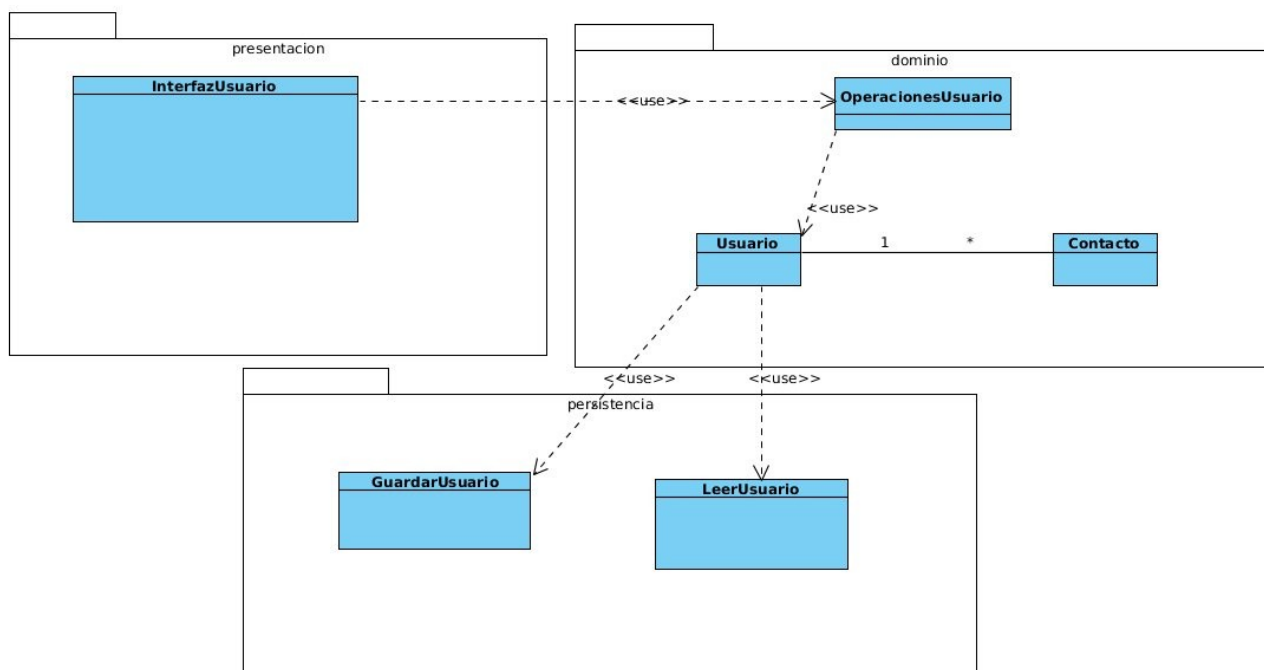 presentacion
InterfazUsuario
<<use>>
dominio
OperacionesUsuario
<<use>>
Usuario
1
*
Contacto
<<use>>
<<use>>
persistencia
GuardarUsuario
LeerUsuario